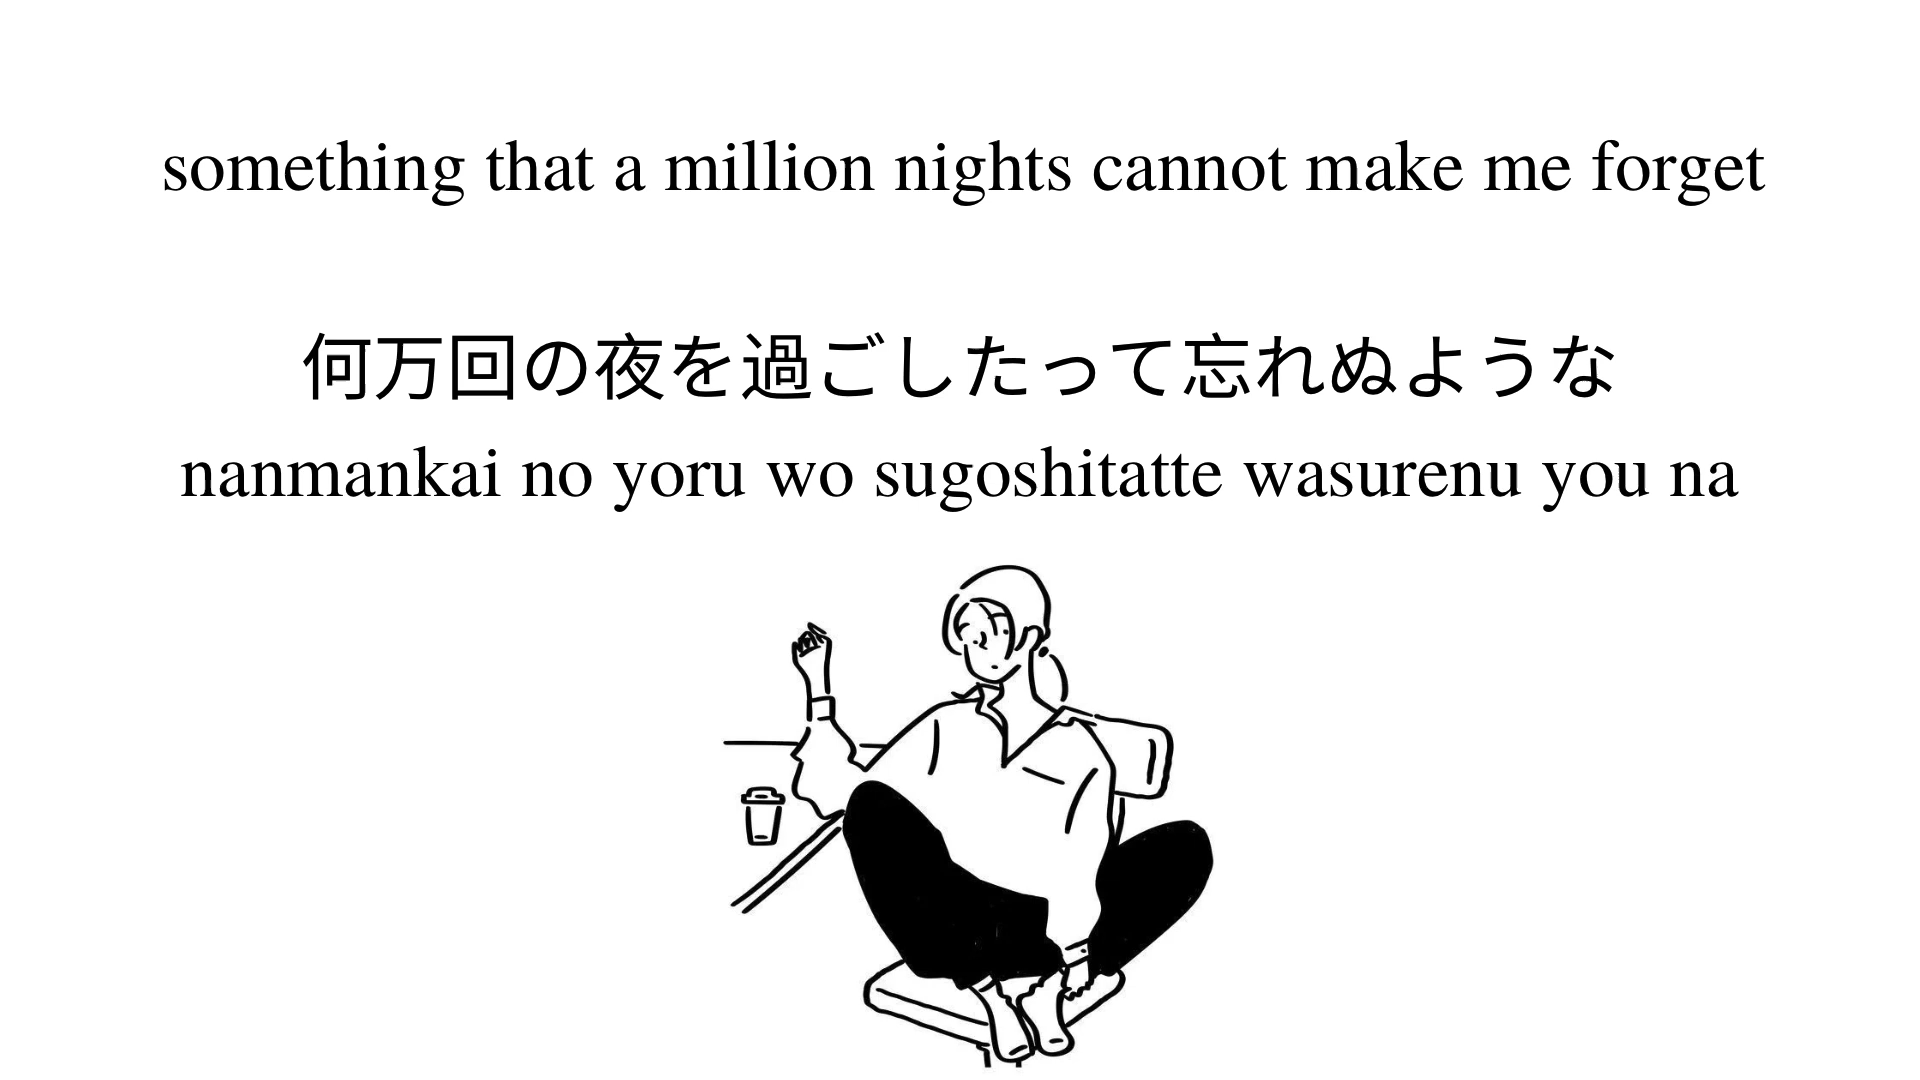 something that a million nights cannot make me forget
何万回の夜を過ごしたって忘れぬような
nanmankai no yoru wo sugoshitatte wasurenu you na